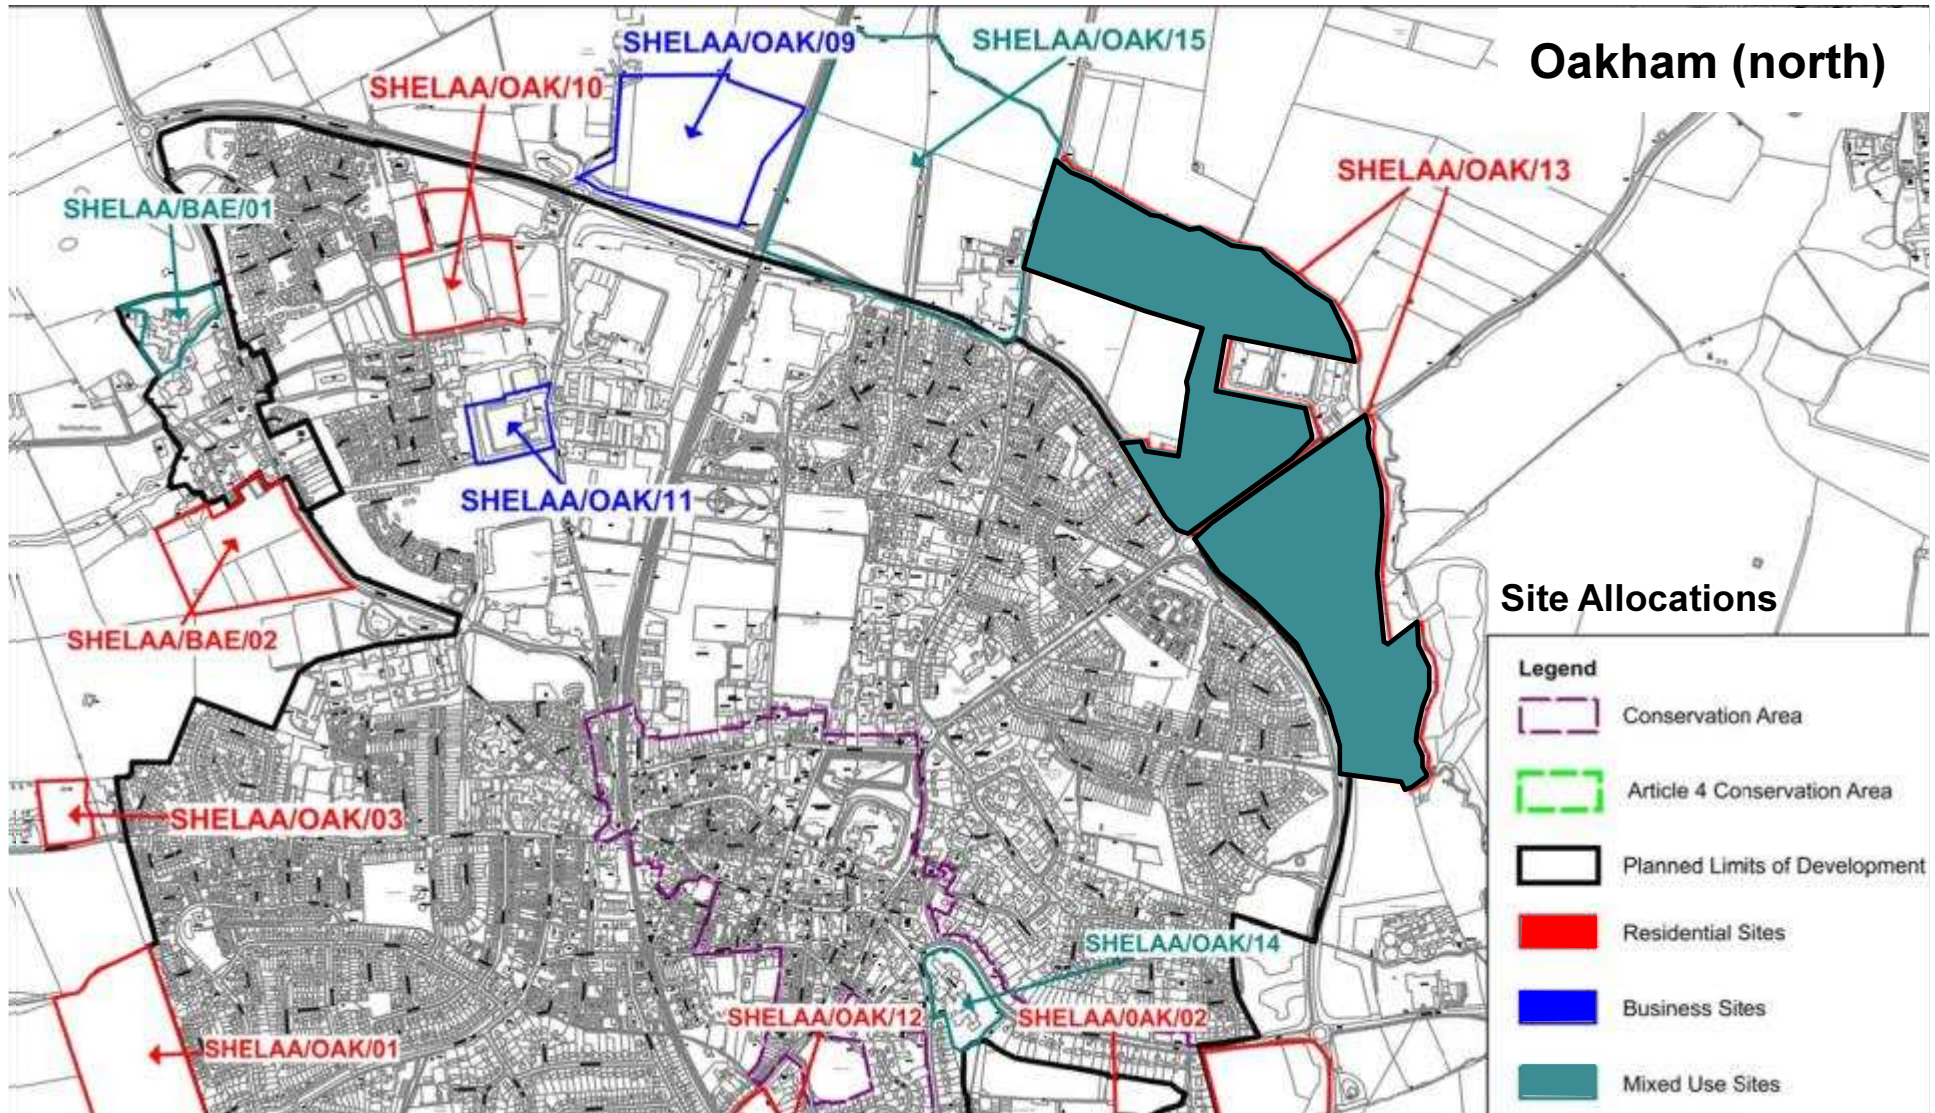 Oakham (north)
SHELAA/OAK/09
SHELAA/OAK/15
SHELAA/OAK/10
SHELAA/OAK/13
SHELAA/BAE/01
SHELAA/OAK/11
SHELAA/BAE/02
SHELAA/OAK/03
SHELAA/OAK/14
SHELAA/OAK/12
SHELAA/0AK/02
SHELAA/OAK/01
Site Allocations
Legend
Conservation Area
Article 4 Conservation Area
Planned Limits of Development
Residential Sites
Business Sites
Mixed Use Sites